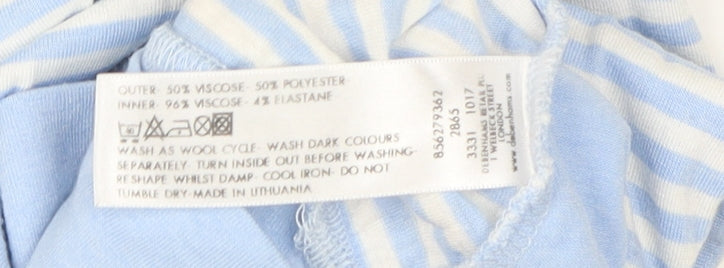 OUTER- 50% VISCOSE- 50% POLYESTER
INNER- 96% VISCOSE- 4% ELASTANE
WASH AS WOOL CYCLE- WASH DARK COLOURS
SEPARATELY- TURN INSIDE OUT BEFORE WASHING-
RESHAPE WHILST DAMP- COOL IRON- DO NOT
TUMBLE DRY-MADE IN LITHUANIA
856279362
2865
3331 1017
DEBENHAMS RETAIL PLC
1 WELBECK STREET
LONDON
www.debenhams.com